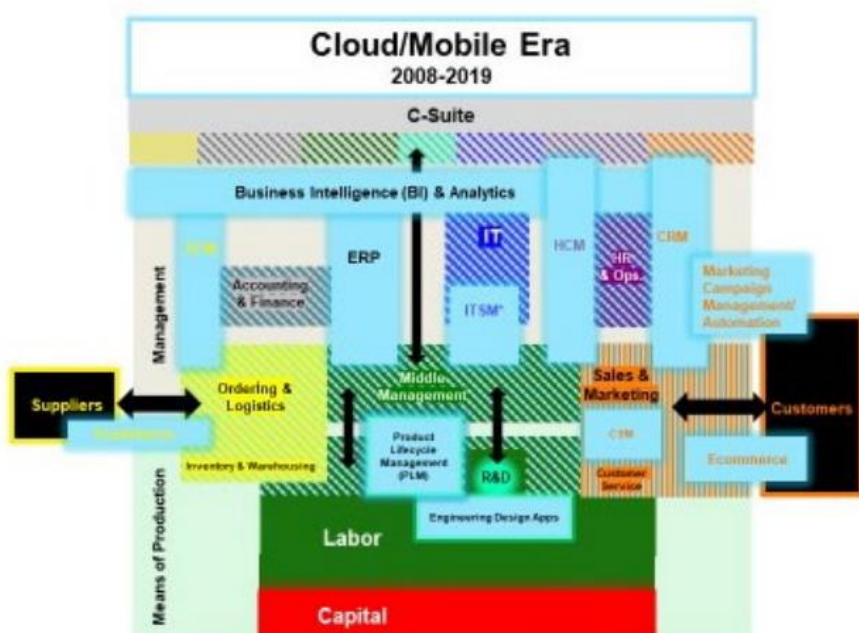 Cloud/Mobile Era
2008-2019
C-Suite
Business Intelligence (BI) & Analytics
Management
ERP
IT
HCM
CRM
HR
& Ops.
Accounting
& Finance
ITSM*
Marketing
Campaign
Management/
Automation
Suppliers
Ordering &
Logistics
Middle
Management
Sales &
Marketing
Customers
Product
Lifecycle
Management
(PLM)
Ecommerce
Inventory & Warehousing
R&D
Customer
Service
Engineering Design Apps
Means of Production
Labor
Capital